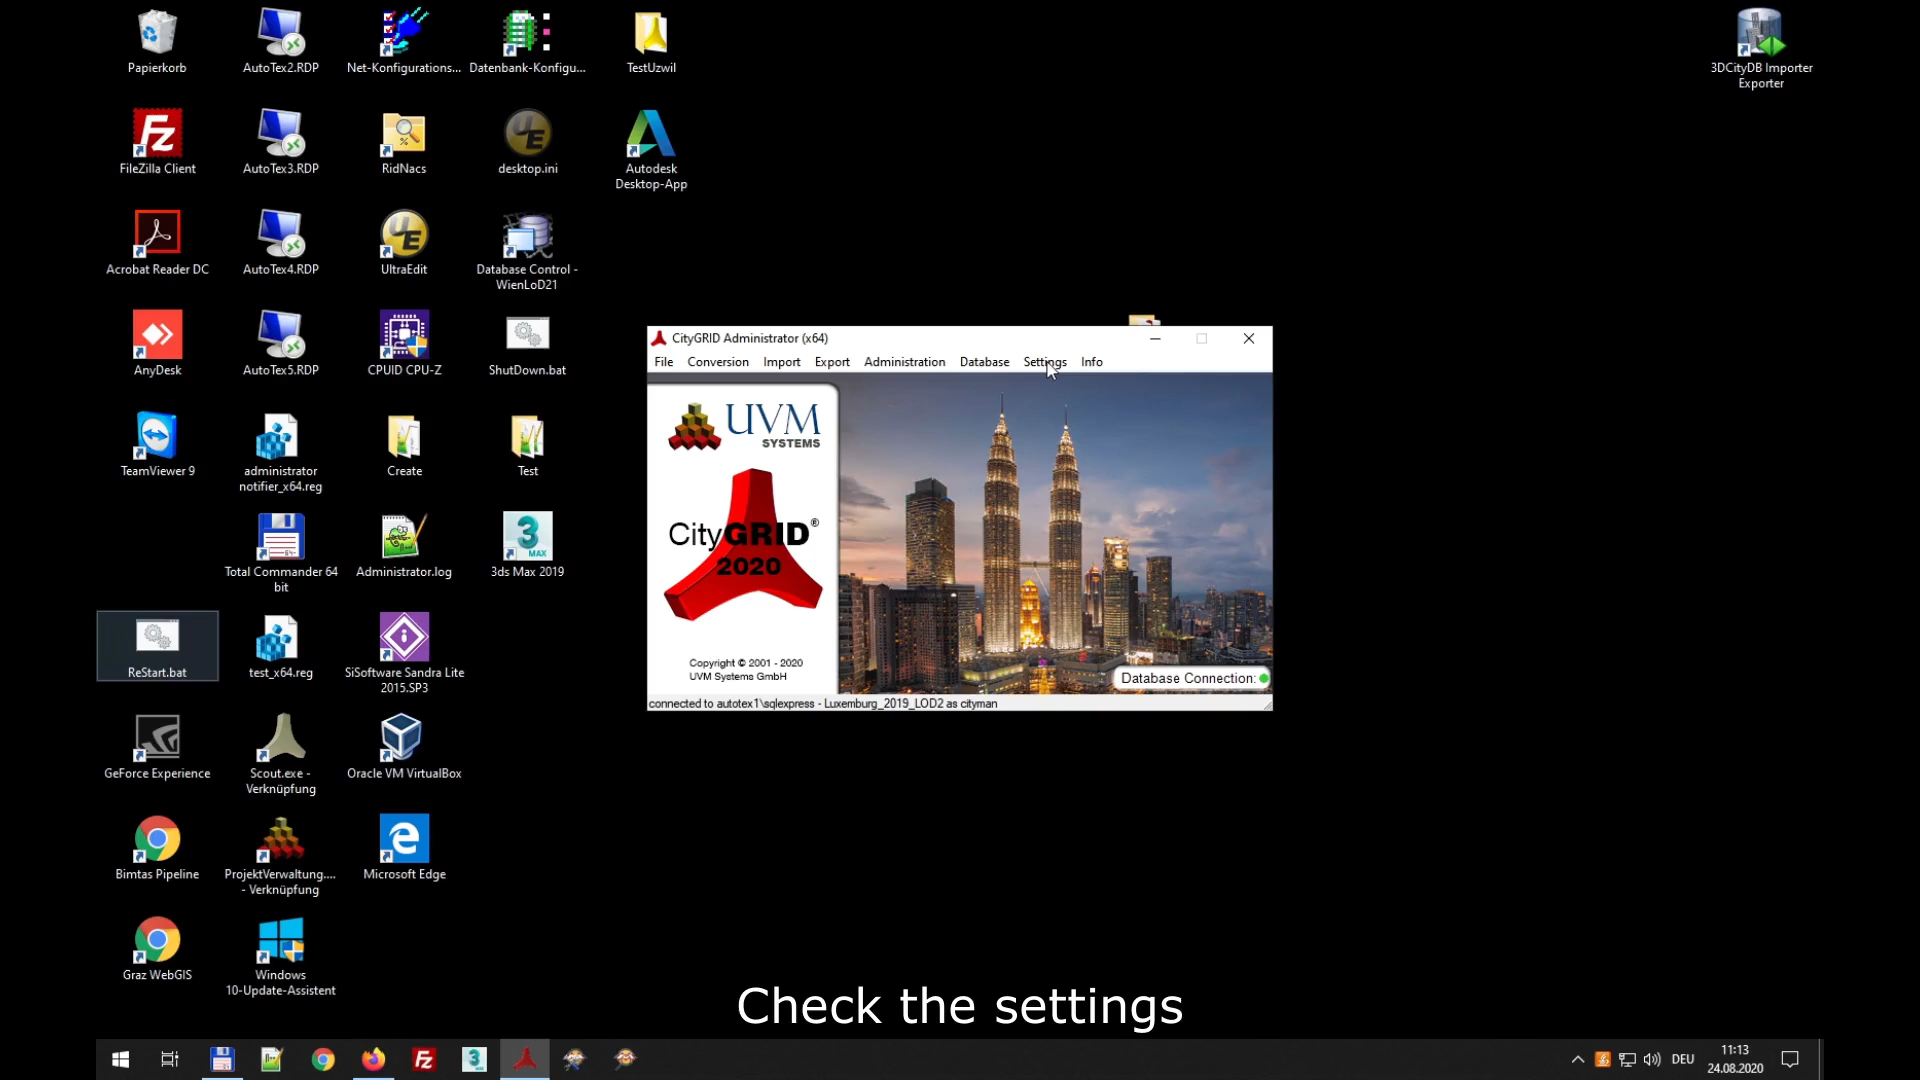 Papierkorb
AutoTex2.RDP
Net-Konfigurations...
Datenbank-Konfigu...
TestUzwil
3DCityDB Importer
Exporter
FileZilla Client
AutoTex3.RDP
RidNacs
desktop.ini
Autodesk
Desktop-App
Acrobat Reader DC
AutoTex4.RDP
UltraEdit
Database Control -
WienLoD21
AnyDesk
AutoTex5.RDP
CPUID CPU-Z
ShutDown.bat
TeamViewer 9
administrator
notifier_x64.reg
Create
Test
Total Commander 64
bit
Administrator.log
3ds Max 2019
ReStart.bat
test_x64.reg
SiSoftware Sandra Lite
2015.SP3
GeForce Experience
Scout.exe -
Verknüpfung
Oracle VM VirtualBox
Bimtas Pipeline
ProjektVerwaltung....
- Verknüpfung
Microsoft Edge
Graz WebGIS
Windows
10-Update-Assistent
CityGRID Administrator (x64)
File Conversion Import Export Administration Database Settings Info
UVM
SYSTEMS
CityGRID®
2020
Copyright © 2001 - 2020
UVM Systems GmbH
Database Connection:
connected to autotex1\sqlexpress - Luxemburg_2019_LOD2 as cityman
Check the settings
DEU
11:13
24.08.2020